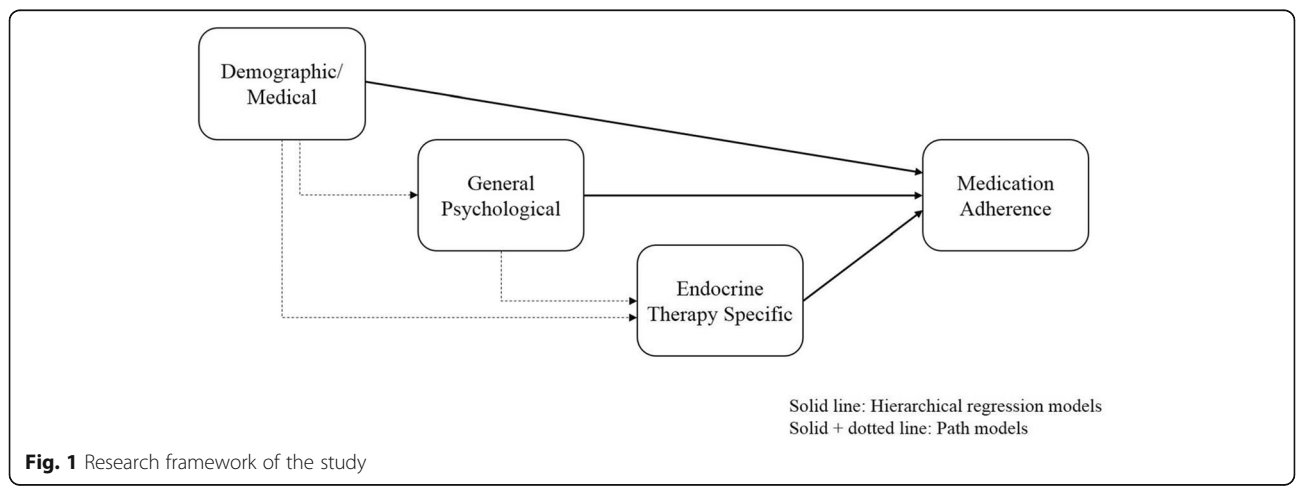 Demographic/
Medical
General
Psychological
Medication
Adherence
Endocrine
Therapy Specific
Solid line: Hierarchical regression models
Solid + dotted line: Path models
Fig. 1 Research framework of the study